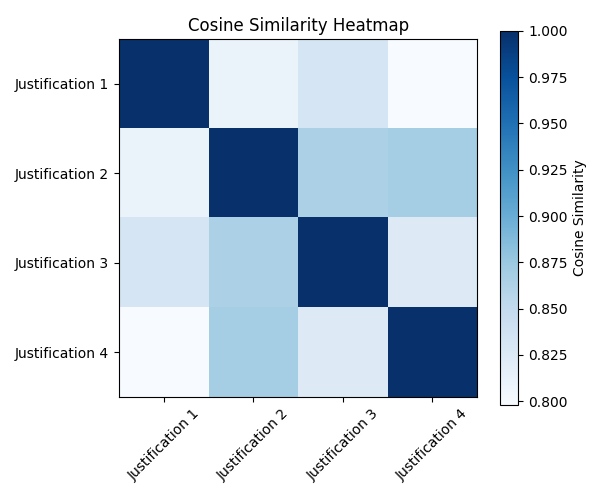 Cosine Similarity Heatmap
Justification 1
Justification 2
Justification 3
Justification 4
Justification 1
Justification 2
Justification 3
Justification 4
1.000
0.975
0.950
0.925
0.900
0.875
0.850
0.825
0.800
Cosine Similarity